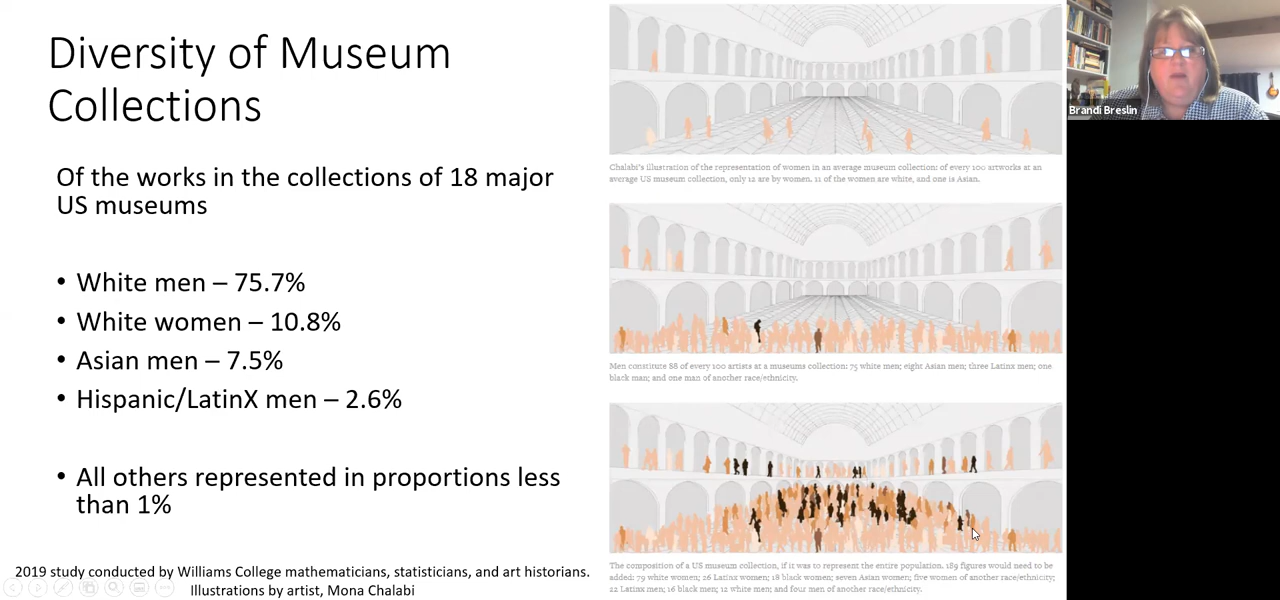 Diversity of Museum
Collections
Of the works in the collections of 18 major
US museums
• White men – 75.7%
• White women – 10.8%
• Asian men – 7.5%
• Hispanic/LatinX men – 2.6%
• All others represented in proportions less
than 1%
2019 study conducted by Williams College mathematicians, statisticians, and art historians.
Illustrations by artist, Mona Chalabi
Chalabi's illustration of the representation of women in an average museum collection: of every 100 artworks at an
average US museum collection, only 12 are by women. 11 of the women are white, and one is Asian.
Men constitute 88 of every 100 artists at a museums collection: 75 white men; eight Asian men; three Latinx men; one
black man; and one man of another race/ethnicity.
The composition of a US museum collection, if it was to represent the entire population. 189 figures would need to be
added: 79 white women; 26 Latinx women; 18 black women; seven Asian women; five women of another race/ethnicity;
22 Latinx men; 16 black men; 12 white men; and four men of another race/ethnicity.
Brandi Breslin